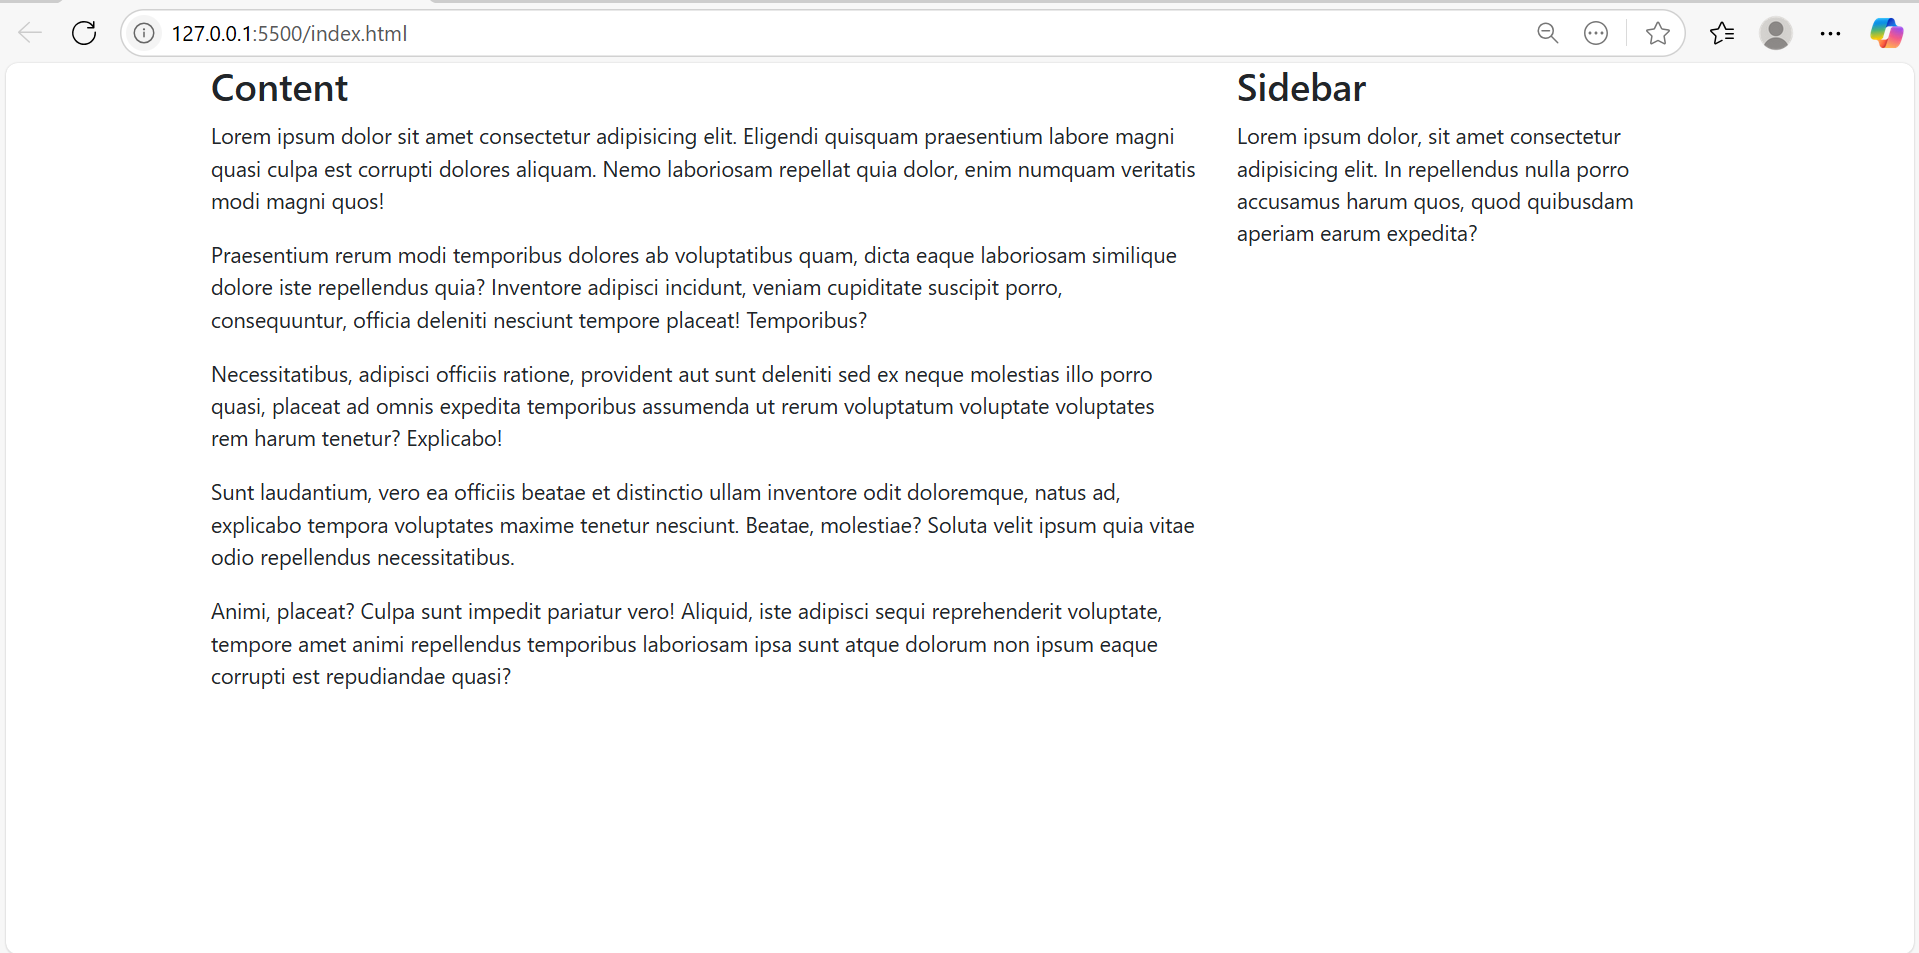 127.0.0.1:5500/index.html
Content
Lorem ipsum dolor sit amet consectetur adipisicing elit. Eligendi quisquam praesentium labore magni
quasi culpa est corrupti dolores aliquam. Nemo laboriosam repellat quia dolor, enim numquam veritatis
modi magni quos!
Praesentium rerum modi temporibus dolores ab voluptatibus quam, dicta eaque laboriosam similique
dolore iste repellendus quia? Inventore adipisci incidunt, veniam cupiditate suscipit porro,
consequuntur, officia deleniti nesciunt tempore placeat! Temporibus?
Necessitatibus, adipisci officiis ratione, provident aut sunt deleniti sed ex neque molestias illo porro
quasi, placeat ad omnis expedita temporibus assumenda ut rerum voluptatum voluptate voluptates
rem harum tenetur? Explicabo!
Sunt laudantium, vero ea officiis beatae et distinctio ullam inventore odit doloremque, natus ad,
explicabo tempora voluptates maxime tenetur nesciunt. Beatae, molestiae? Soluta velit ipsum quia vitae
odio repellendus necessitatibus.
Animi, placeat? Culpa sunt impedit pariatur vero! Aliquid, iste adipisci sequi reprehenderit voluptate,
tempore amet animi repellendus temporibus laboriosam ipsa sunt atque dolorum non ipsum eaque
corrupti est repudiandae quasi?
Sidebar
Lorem ipsum dolor, sit amet consectetur
adipisicing elit. In repellendus nulla porro
accusamus harum quos, quod quibusdam
aperiam earum expedita?